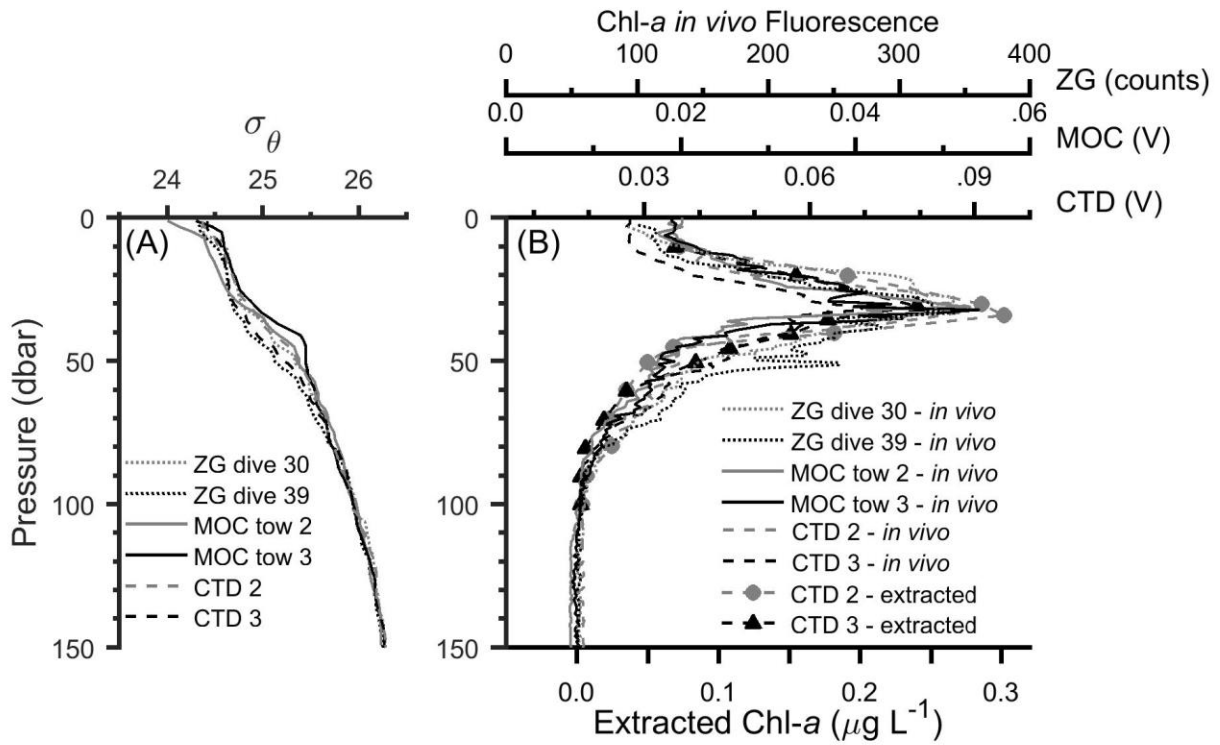 Chl-a in vivo Fluorescence
0 100 200 300 400
ZG (counts)
0.0 0.02 0.04 .06
MOC (V)
0.03 0.06 .09
CTD (V)
σθ
24 25 26
(A)
0
50
100
150
Pressure (dbar)
ZG dive 30
ZG dive 39
MOC tow 2
MOC tow 3
CTD 2
CTD 3
(B)
0
50
100
150
ZG dive 30 - in vivo
ZG dive 39 - in vivo
MOC tow 2 - in vivo
MOC tow 3 - in vivo
CTD 2 - in vivo
CTD 3 - in vivo
CTD 2 - extracted
CTD 3 - extracted
0.0 0.1 0.2 0.3
Extracted Chl-a (μg L⁻¹)